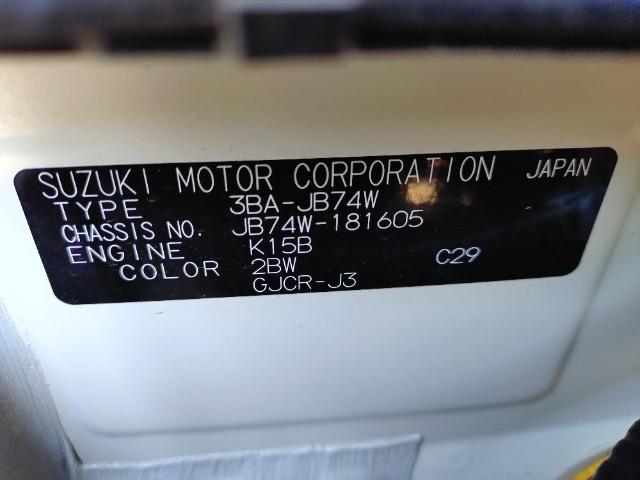 SUZUKI MOTOR CORPORATION JAPAN
TYPE 3BA-JB74W
CHASSIS NO. JB74W-181605
ENGINE K15B
COLOR 2BW C29
GJCR-J3